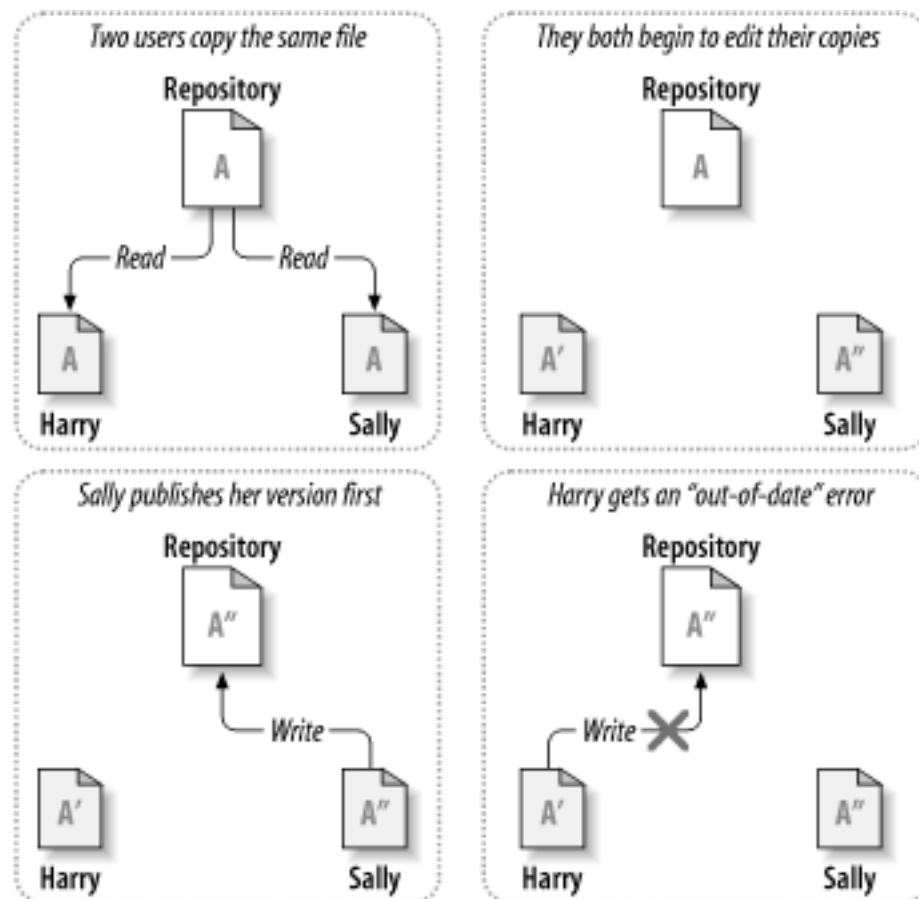 Two users copy the same file
Repository
A
Read
Read
A
A
Harry
Sally
They both begin to edit their copies
Repository
A
A′
A″
Harry
Sally
Sally publishes her version first
Repository
A″
Write
A′
A″
Harry
Sally
Harry gets an “out-of-date” error
Repository
A″
Write
A′
A″
Harry
Sally